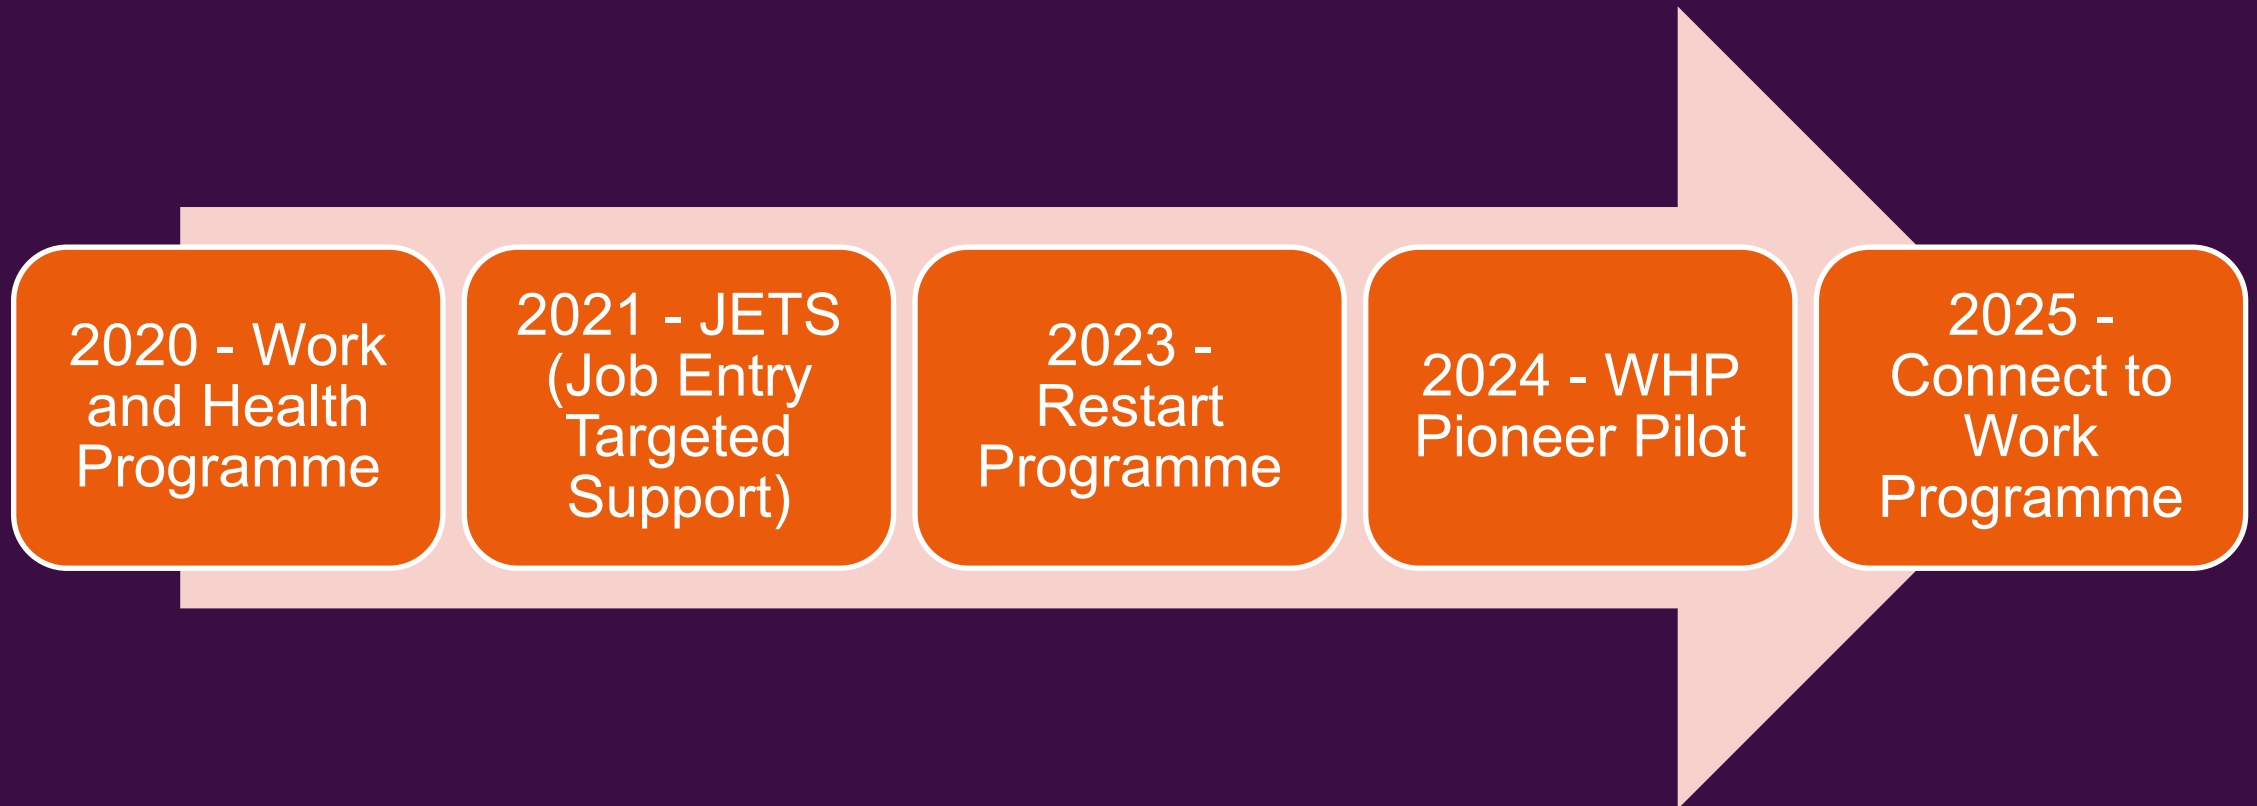 2020 - Work
and Health
Programme
2021 - JETS
(Job Entry
Targeted
Support)
2023 -
Restart
Programme
2024 - WHP
Pioneer Pilot
2025 -
Connect to
Work
Programme